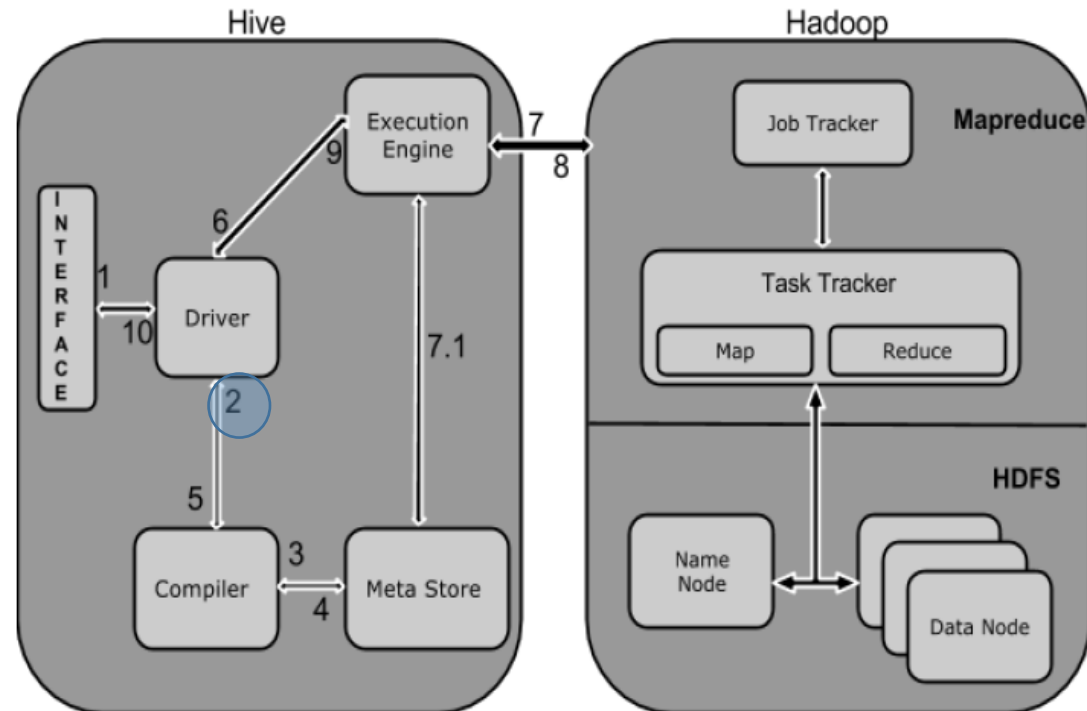 Hive
Hadoop
Execution
Engine
7
8
Job Tracker
Mapreduce
9
6
INTERFACE
1
10
Driver
Task Tracker
Map
Reduce
7.1
2
5
HDFS
3
4
Compiler
Meta Store
Name
Node
Data Node